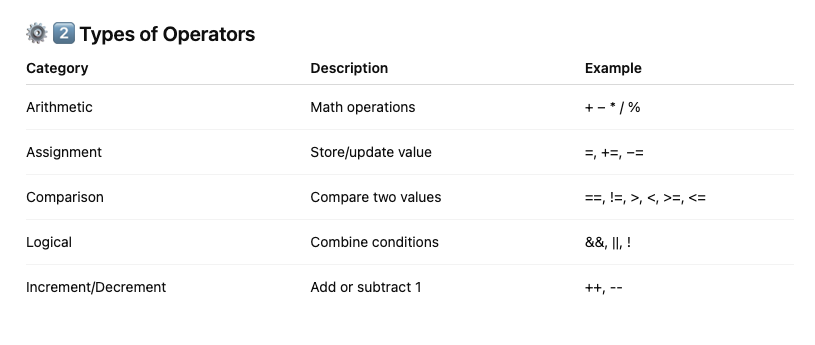 ⚙️ 2️⃣ Types of Operators
Category Description Example
Arithmetic Math operations + – * / %
Assignment Store/update value =, +=, –=
Comparison Compare two values ==, !=, >, <, >=, <=
Logical Combine conditions &&, ||, !
Increment/Decrement Add or subtract 1 ++, --